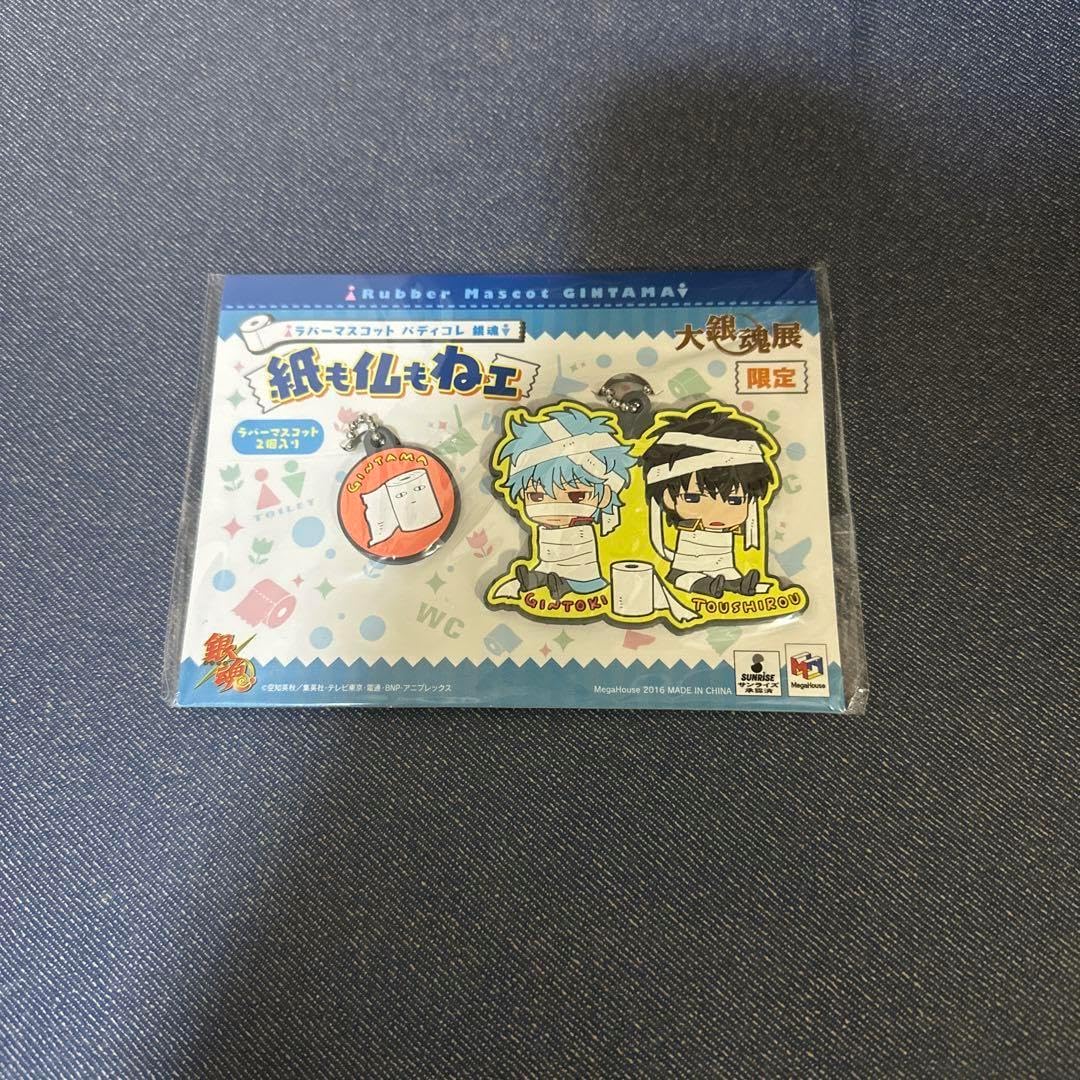 Rubber Mascot GINTAMA
ラバーマスコット バディコレ 銀魂
紙も仏もねェ
大銀魂展
限定
ラバーマスコット
2個入り
GINTAMA
TOILET
WC
WC
WC
GINTOKI
TOUSHIROU
銀魂
©空知英秋／集英社・テレビ東京・電通・BNP・アニプレックス
MegaHouse 2016 MADE IN CHINA
SUNRISE
サンライズ
承認済
MegaHouse